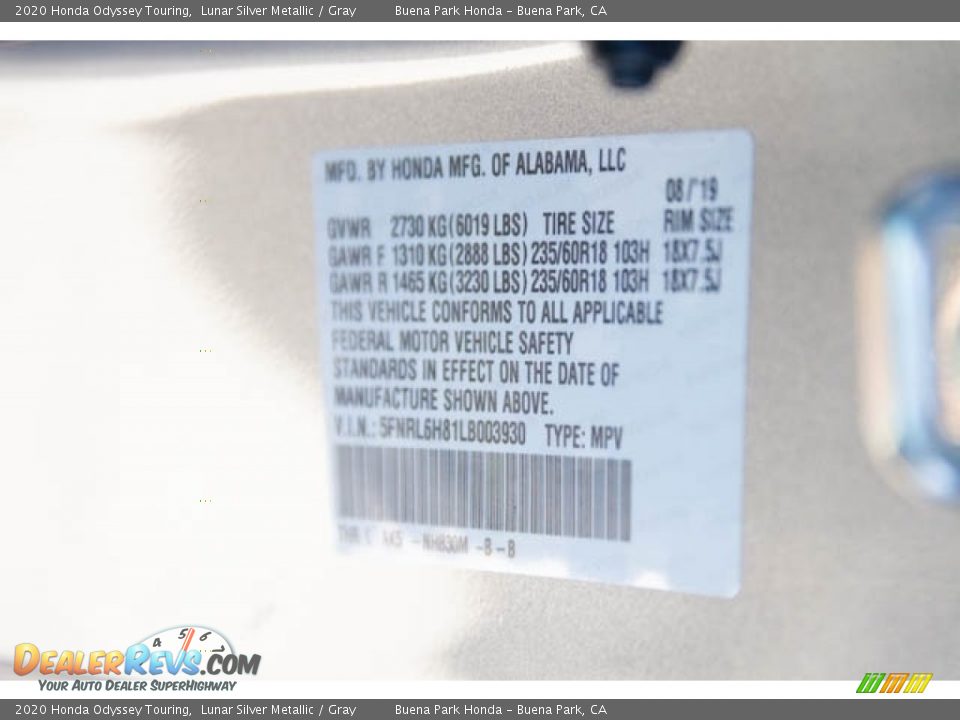 2020 Honda Odyssey Touring,  Lunar Silver Metallic / Gray          Buena Park Honda – Buena Park, CA
MFD. BY HONDA MFG. OF ALABAMA, LLC
08/'19
GVWR 2730 KG(6019 LBS) TIRE SIZE RIM SIZE
GAWR F 1310 KG(2888 LBS) 235/60R18 103H 18X7.5J
GAWR R 1465 KG(3230 LBS) 235/60R18 103H 18X7.5J
THIS VEHICLE CONFORMS TO ALL APPLICABLE
FEDERAL MOTOR VEHICLE SAFETY
STANDARDS IN EFFECT ON THE DATE OF
MANUFACTURE SHOWN ABOVE.
V.I.N.: 5FNRL6H81LB003930 TYPE: MPV
NH830M -B-B
4 5 6
DEALERREVS.COM
YOUR AUTO DEALER SUPERHIGHWAY
2020 Honda Odyssey Touring,  Lunar Silver Metallic / Gray          Buena Park Honda – Buena Park, CA